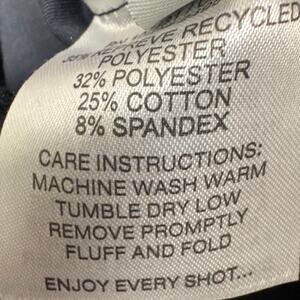 REPREVE RECYCLED
POLYESTER
32% POLYESTER
25% COTTON
8% SPANDEX
CARE INSTRUCTIONS:
MACHINE WASH WARM
TUMBLE DRY LOW
REMOVE PROMPTLY
FLUFF AND FOLD
ENJOY EVERY SHOT...